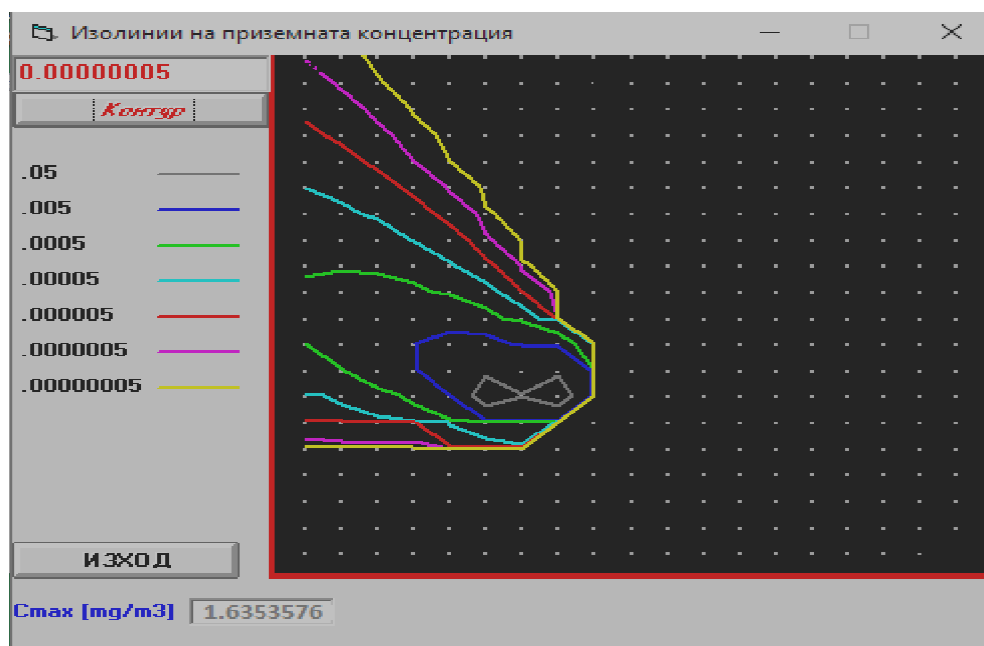 Изолинии на приземната концентрация
0.00000005
Контур
.05
.005
.0005
.00005
.000005
.0000005
.00000005
ИЗХОД
Cmax [mg/m3] 1.6353576